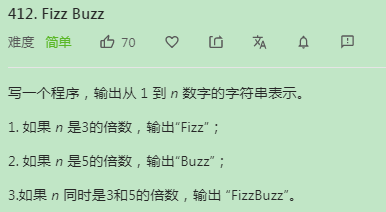 412. Fizz Buzz
难度 简单 70
写一个程序，输出从 1 到 n 数字的字符串表示。
1. 如果 n 是3的倍数，输出“Fizz”；
2. 如果 n 是5的倍数，输出“Buzz”；
3.如果 n 同时是3和5的倍数，输出 “FizzBuzz”。